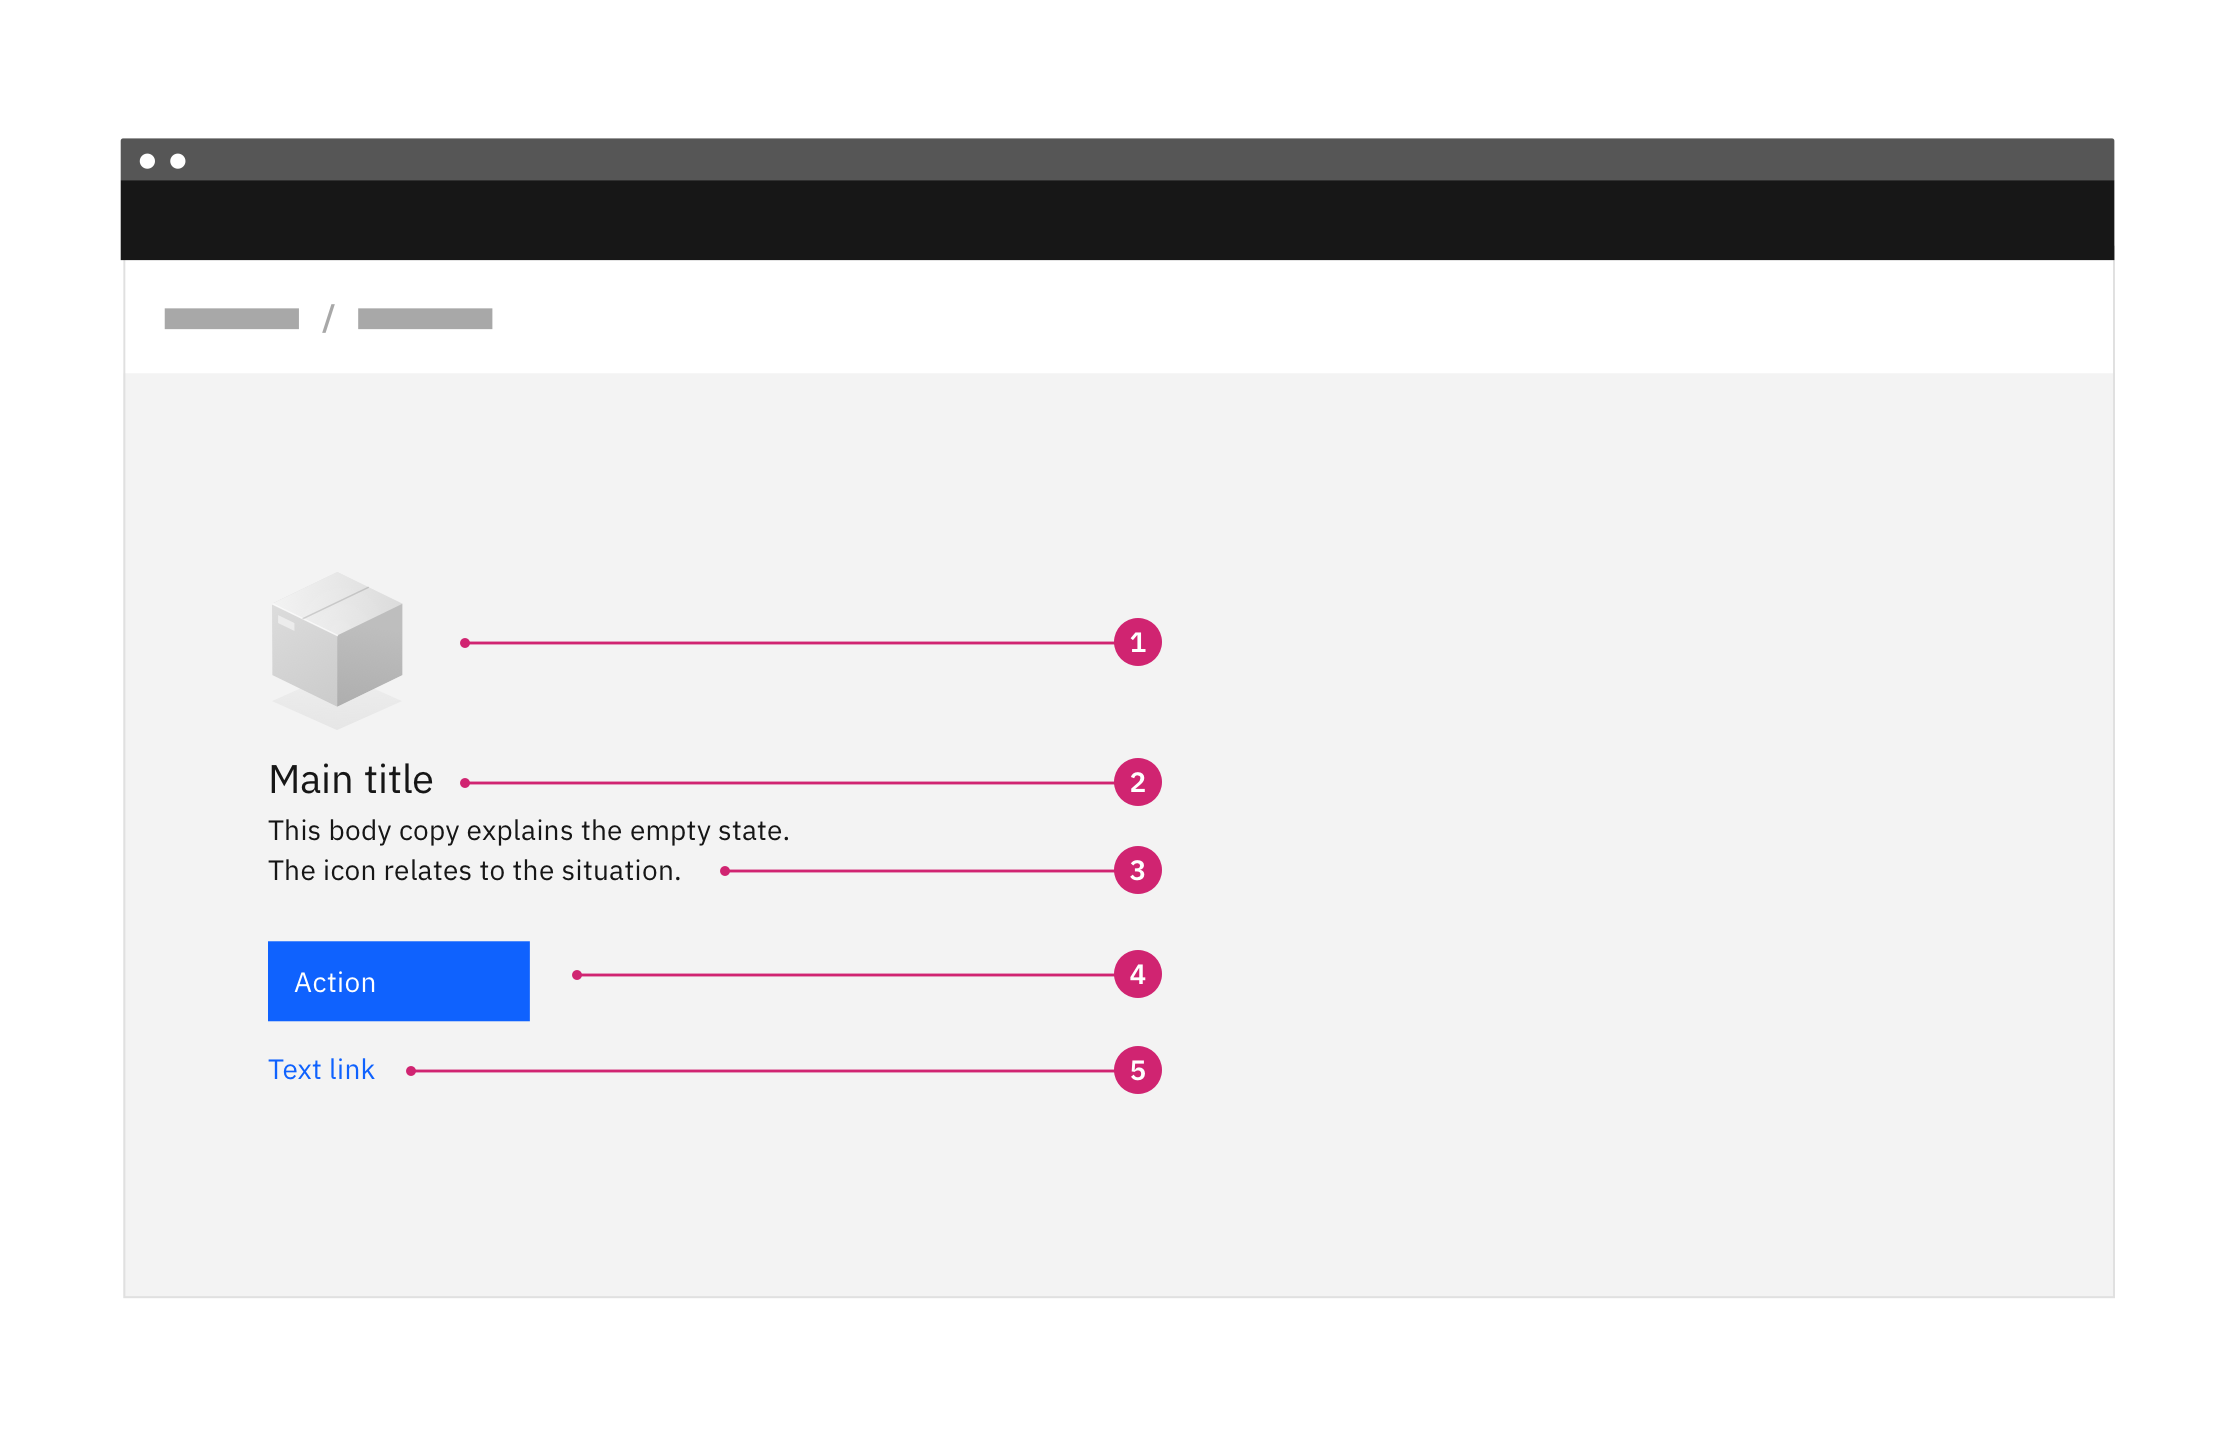 /
1
Main title
2
This body copy explains the empty state.
The icon relates to the situation.
3
Action
4
Text link
5